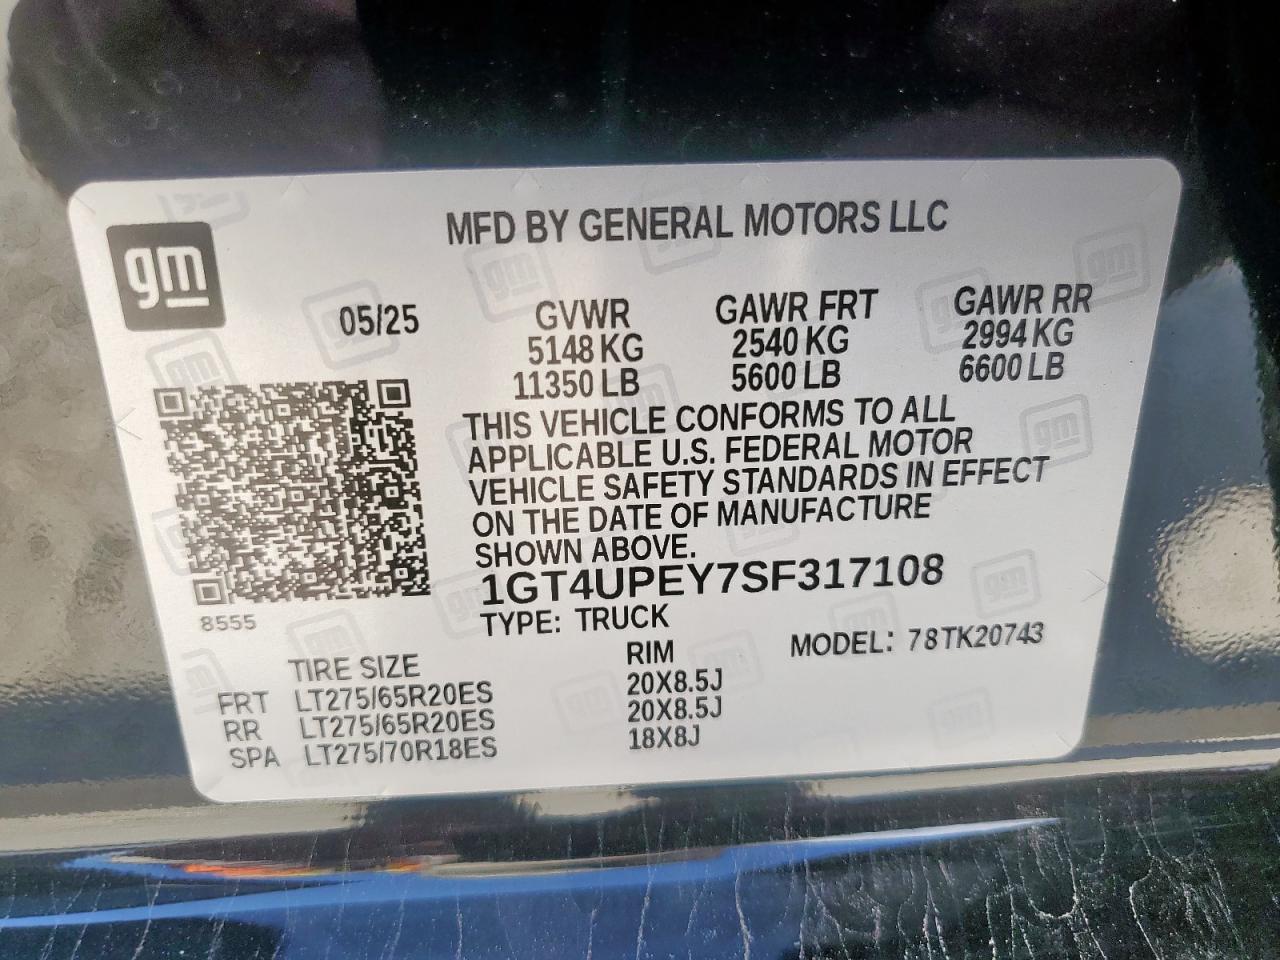 MFD BY GENERAL MOTORS LLC
gm
05/25 GVWR GAWR FRT GAWR RR
5148 KG 2540 KG 2994 KG
11350 LB 5600 LB 6600 LB
THIS VEHICLE CONFORMS TO ALL
APPLICABLE U.S. FEDERAL MOTOR
VEHICLE SAFETY STANDARDS IN EFFECT
ON THE DATE OF MANUFACTURE
SHOWN ABOVE.
1GT4UPEY7SF317108
8555
TYPE: TRUCK
MODEL: 78TK20743
TIRE SIZE RIM
FRT LT275/65R20ES 20X8.5J
RR LT275/65R20ES 20X8.5J
SPA LT275/70R18ES 18X8J